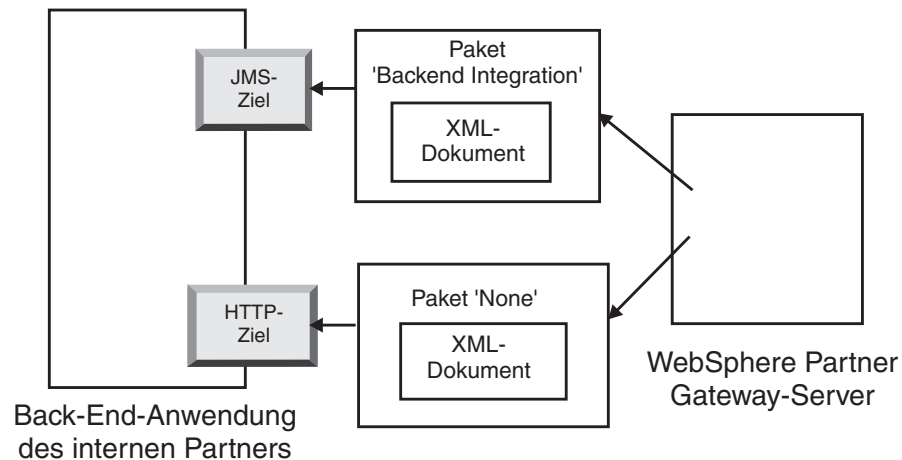 JMS-
Ziel
Paket
'Backend Integration'
XML-
Dokument
HTTP-
Ziel
Paket 'None'
XML-
Dokument
WebSphere Partner
Gateway-Server
Back-End-Anwendung
des internen Partners